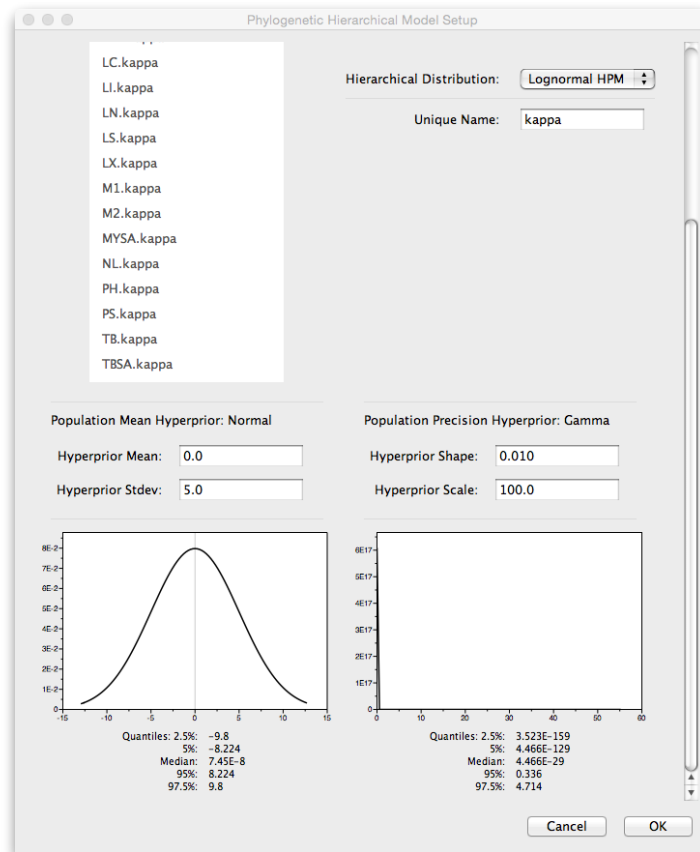 Phylogenetic Hierarchical Model Setup
LC.kappa
LI.kappa
LN.kappa
LS.kappa
LX.kappa
M1.kappa
M2.kappa
MYSA.kappa
NL.kappa
PH.kappa
PS.kappa
TB.kappa
TBSA.kappa
Hierarchical Distribution: Lognormal HPM
Unique Name: kappa
Population Mean Hyperprior: Normal
Hyperprior Mean: 0.0
Hyperprior Stdev: 5.0
Population Precision Hyperprior: Gamma
Hyperprior Shape: 0.010
Hyperprior Scale: 100.0
8E-2
7E-2
6E-2
5E-2
4E-2
3E-2
2E-2
1E-2
0
-15 -10 -5 0 5 10 15
Quantiles: 2.5%: -9.8
5%: -8.224
Median: 7.45E-8
95%: 8.224
97.5%: 9.8
6E17
5E17
4E17
3E17
2E17
1E17
0
0 10 20 30 40 50 60
Quantiles: 2.5%: 3.523E-159
5%: 4.466E-129
Median: 4.466E-29
95%: 0.336
97.5%: 4.714
Cancel OK